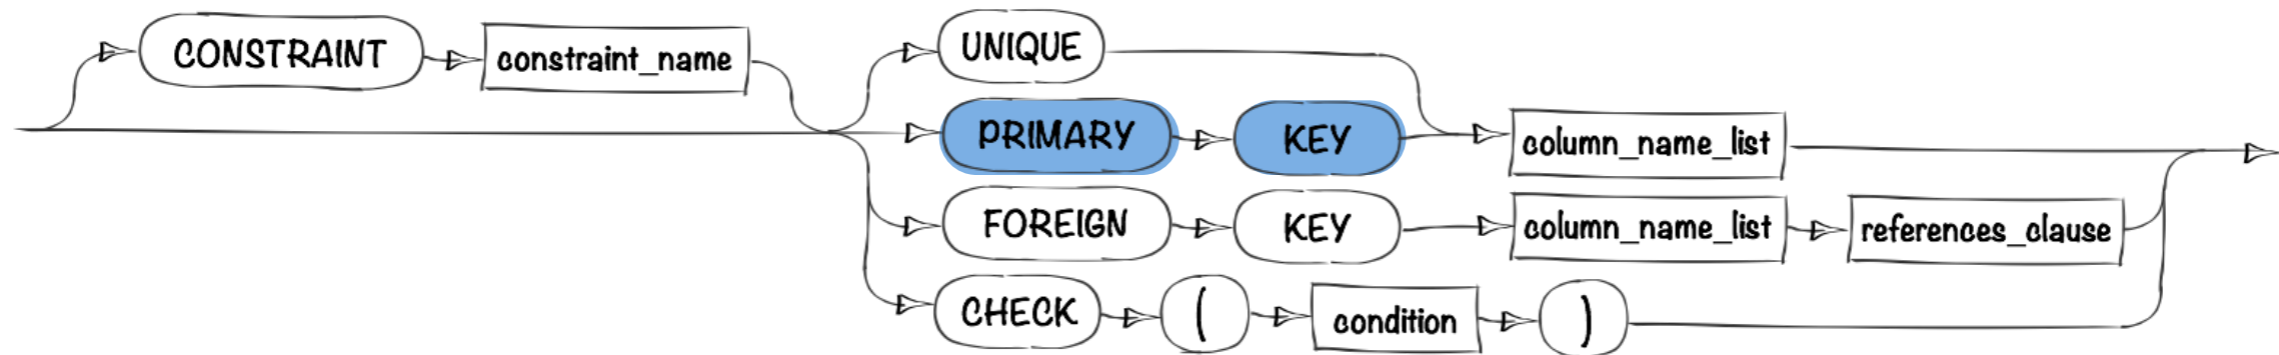 CONSTRAINT constraint_name UNIQUE
PRIMARY KEY column_name_list
FOREIGN KEY column_name_list references_clause
CHECK ( condition )